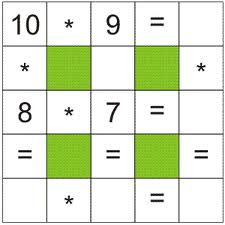 10 * 9 =
* *
8 * 7 =
= = =
* =